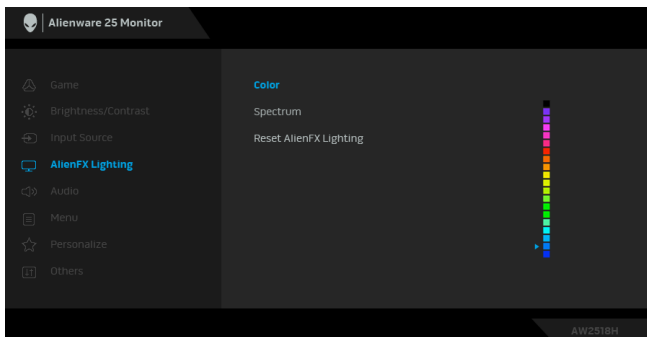 Alienware 25 Monitor
Game
Brightness/Contrast
Input Source
AlienFX Lighting
Audio
Menu
Personalize
Others
Color
Spectrum
Reset AlienFX Lighting
AW2518H